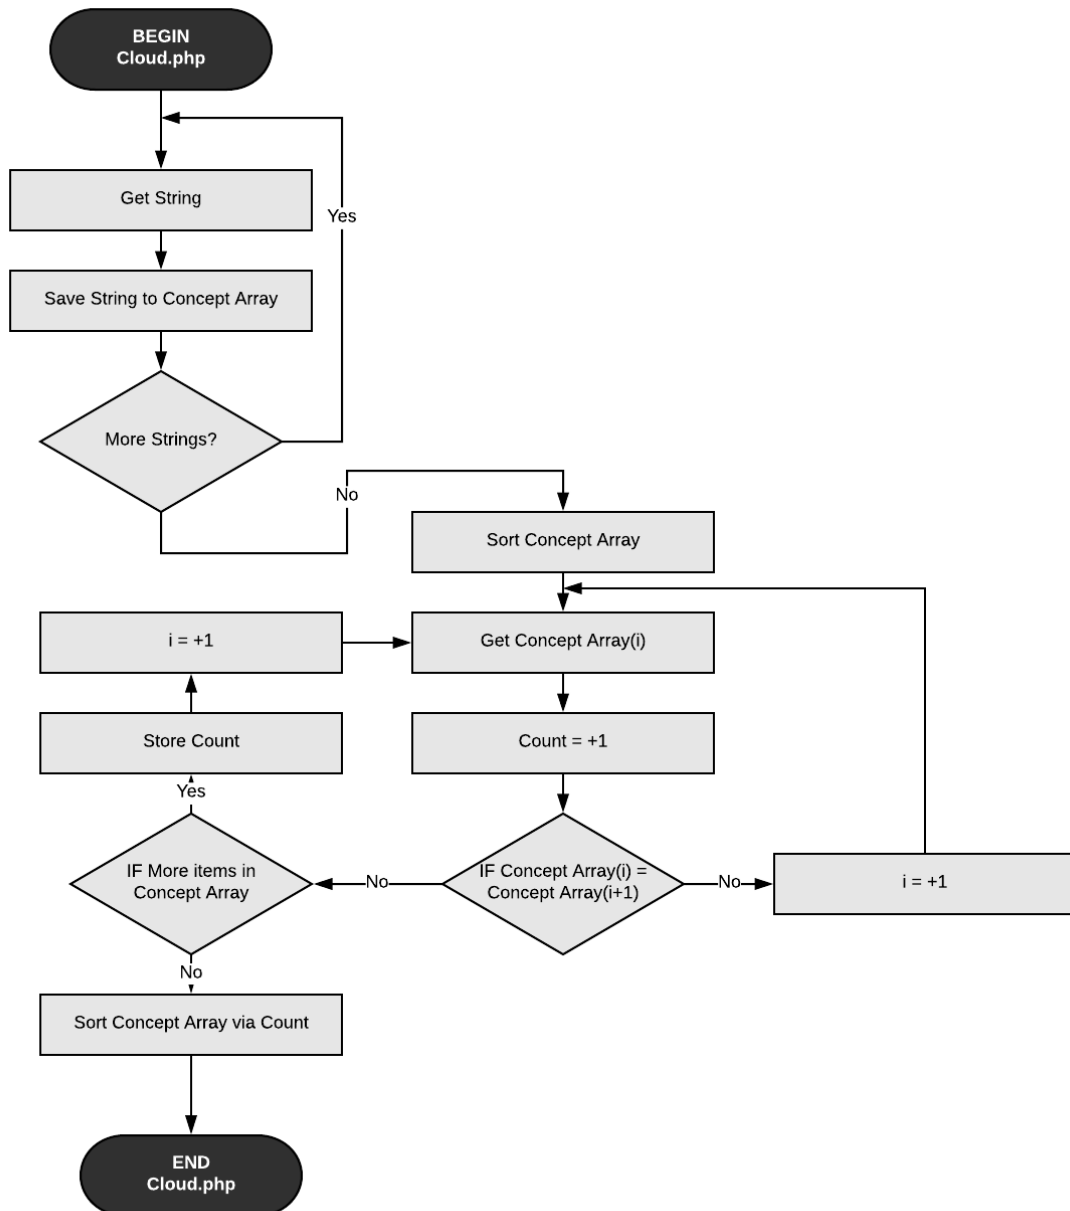 BEGIN
Cloud.php
Get String
Yes
Save String to Concept Array
More Strings?
No
Sort Concept Array
i = +1
Get Concept Array(i)
Store Count
Count = +1
Yes
IF More items in
Concept Array
No
IF Concept Array(i) =
Concept Array(i+1)
No
i = +1
No
Sort Concept Array via Count
END
Cloud.php